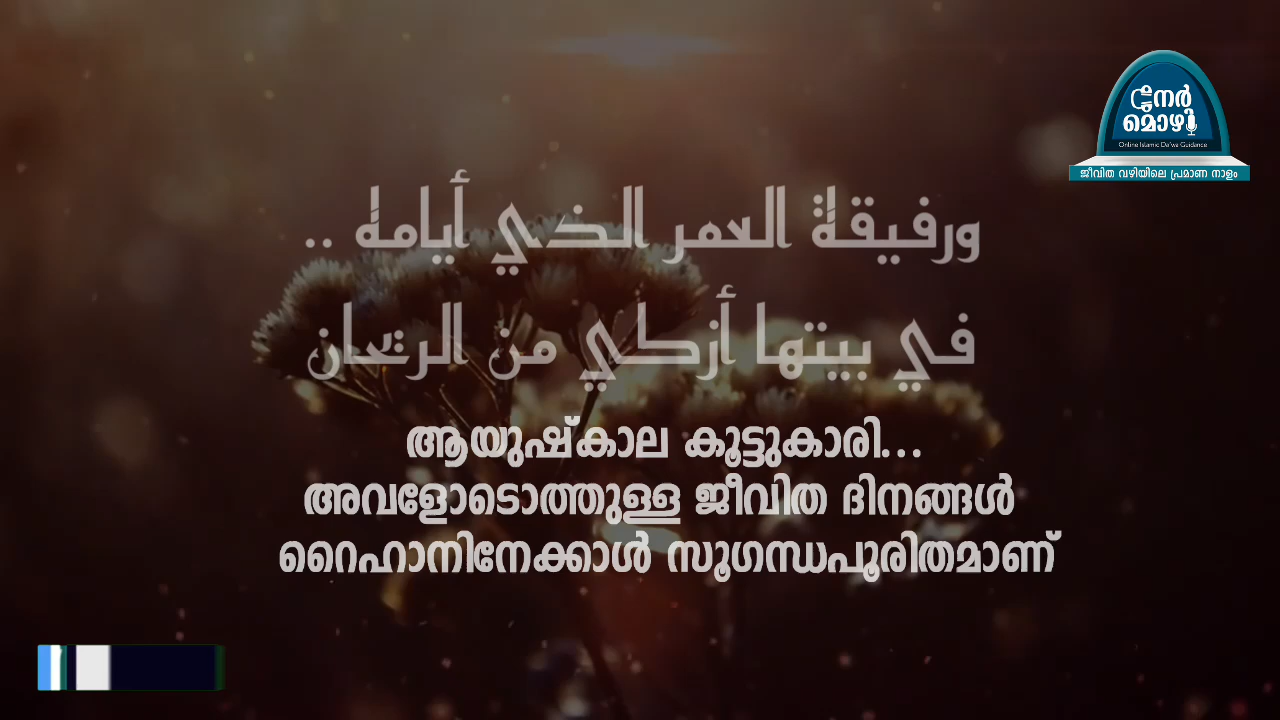 നേർ
മൊഴി
Online Islamic Da'wa Guidance
ജീവിത വഴിയിലെ പ്രമാണ നാളം
ورفيقة العمر الذي أيامه ..
في بيتها أزكي من الريحان
ആയുഷ്കാല കൂട്ടുകാരി...
അവളോടൊത്തുള്ള ജീവിത ദിനങ്ങൾ
റൈഹാനിനേക്കാൾ സൂഗന്ധപൂരിതമാണ്